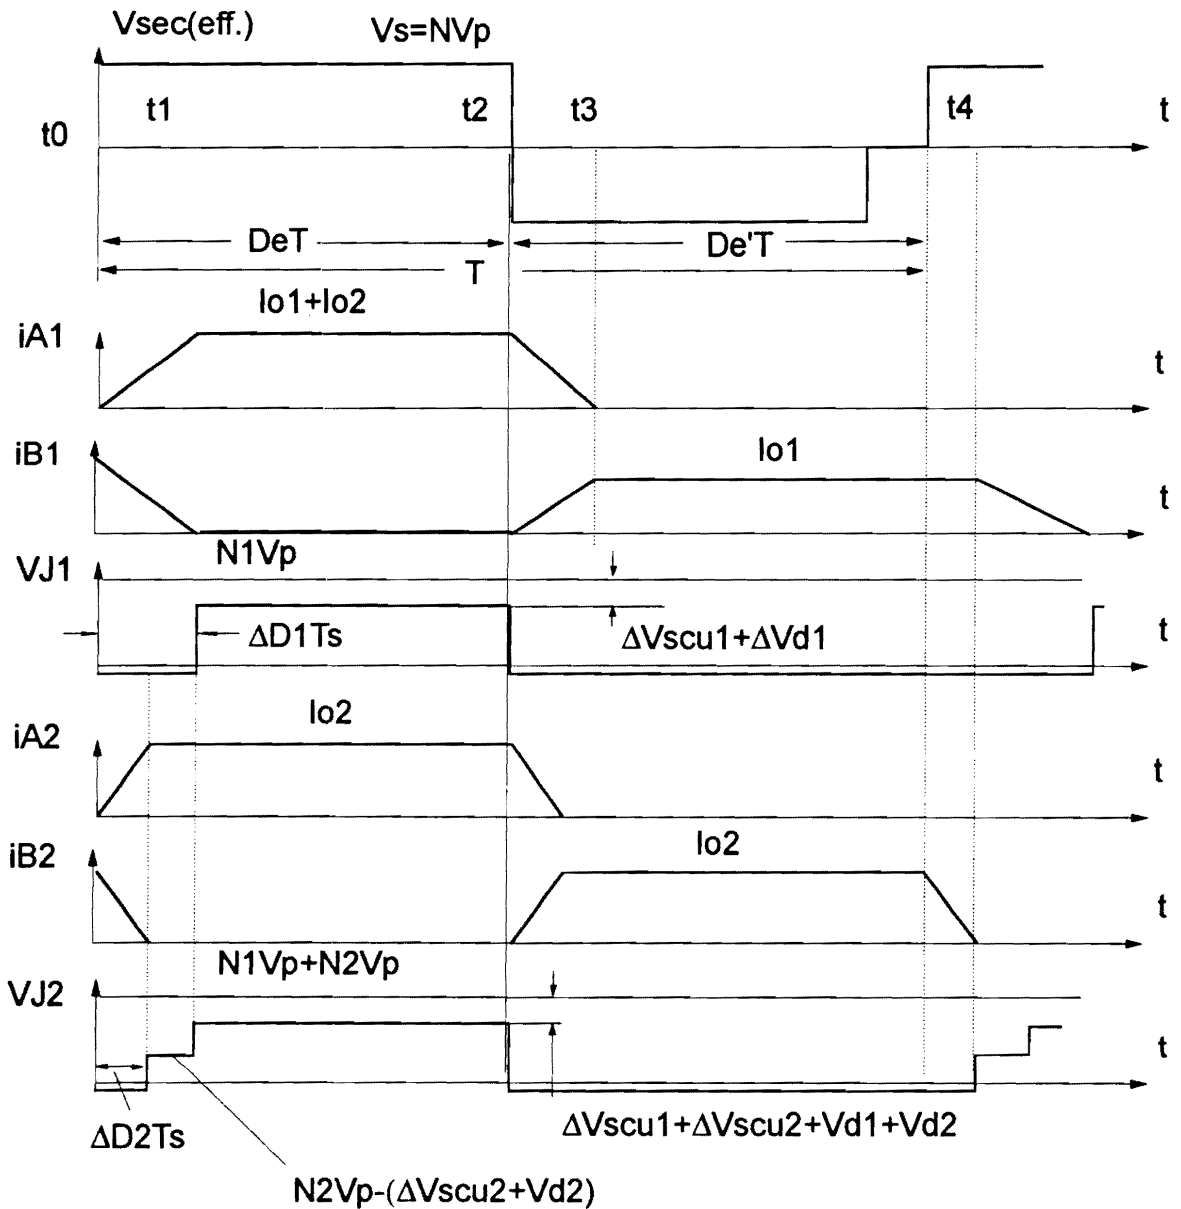 Vsec(eff.) Vs=NVp
t0 t1 t2 t3 t4 t
DeT De'T
T
Io1+Io2
iA1 t
iB1 Io1 t
N1Vp
VJ1
ΔD1Ts ΔVscu1+ΔVd1 t
Io2
iA2 t
iB2 Io2 t
N1Vp+N2Vp
VJ2 t
ΔD2Ts ΔVscu1+ΔVscu2+Vd1+Vd2
N2Vp-(ΔVscu2+Vd2)